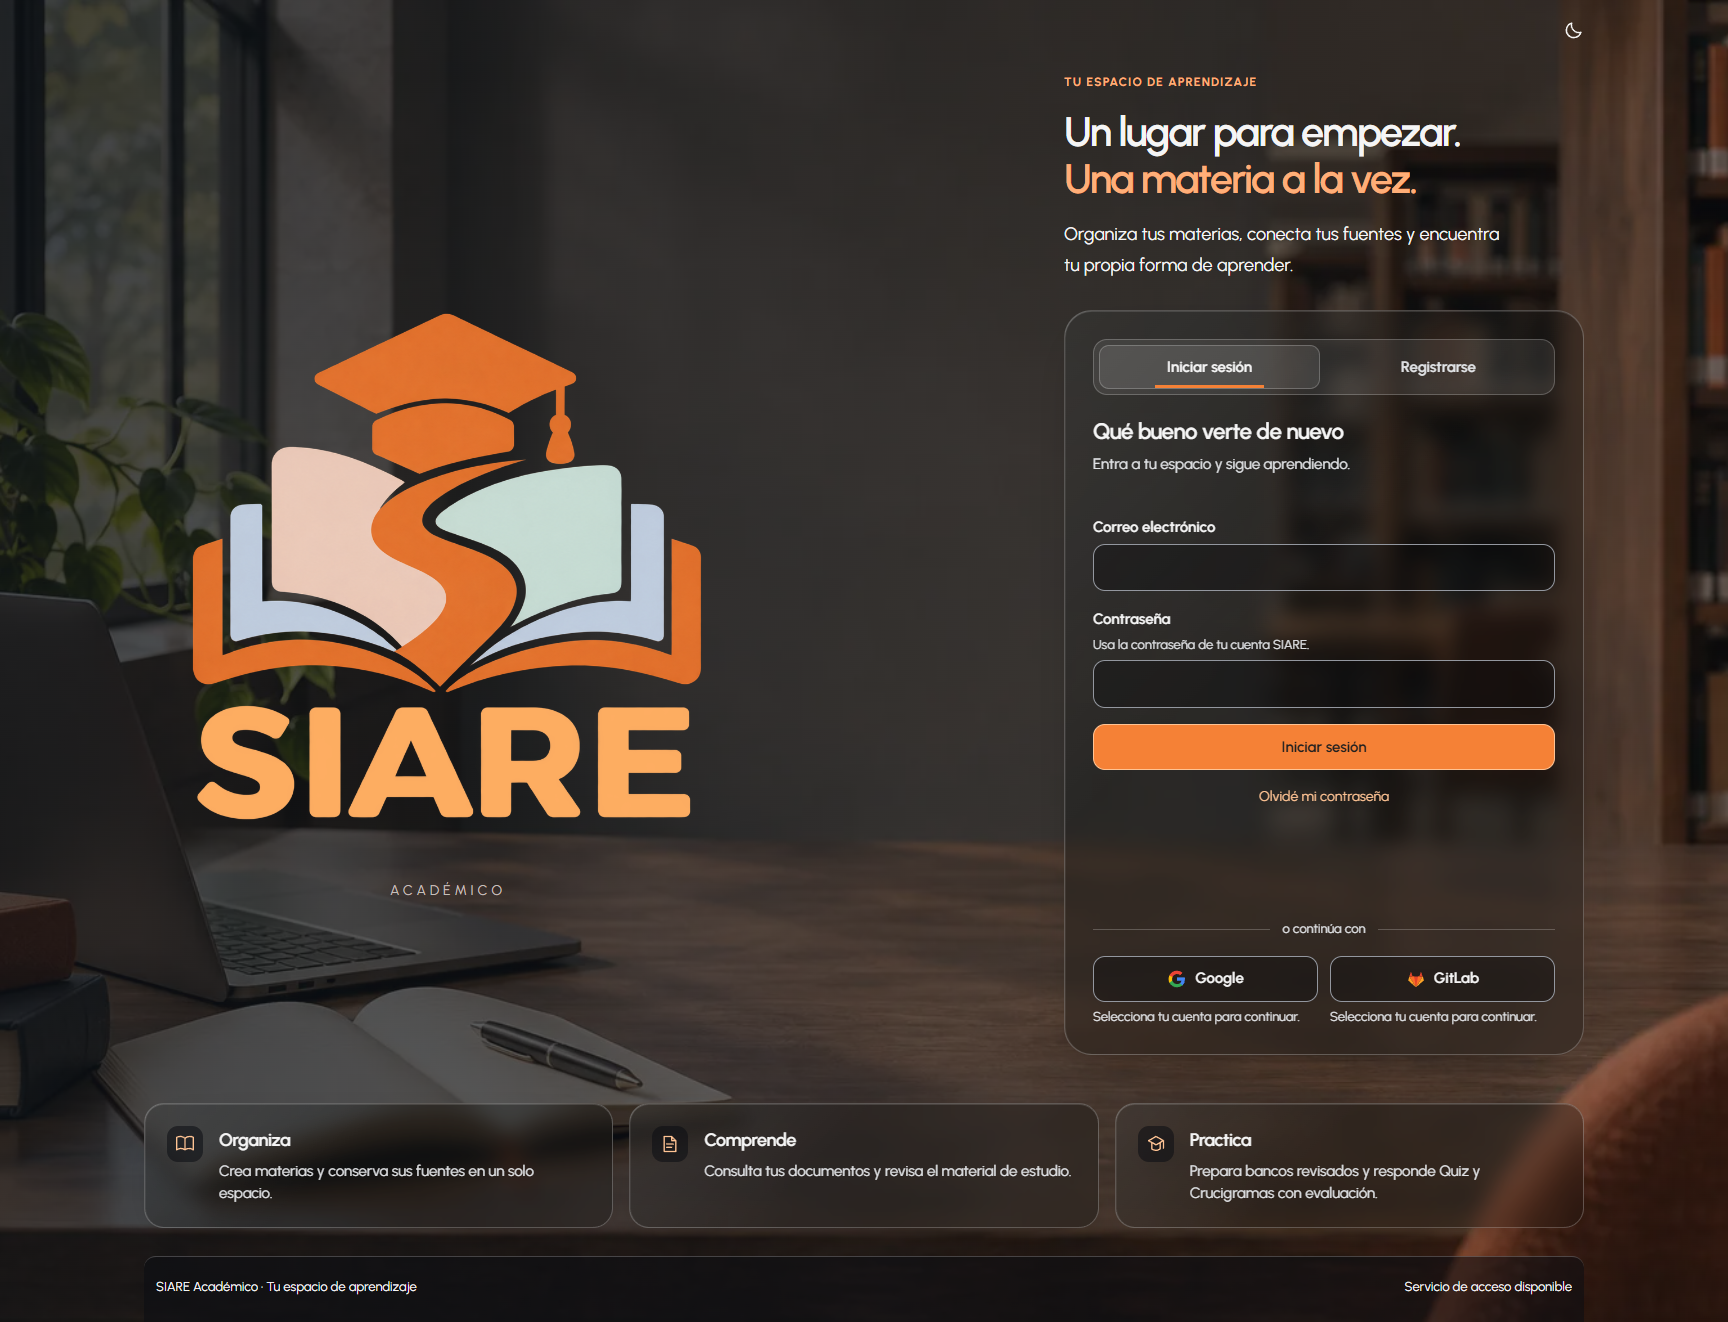 TU ESPACIO DE APRENDIZAJE
Un lugar para empezar.
Una materia a la vez.
Organiza tus materias, conecta tus fuentes y encuentra
tu propia forma de aprender.
SIARE
ACADÉMICO
Iniciar sesión
Registrarse
Qué bueno verte de nuevo
Entra a tu espacio y sigue aprendiendo.
Correo electrónico
Contraseña
Usa la contraseña de tu cuenta SIARE.
Iniciar sesión
Olvidé mi contraseña
o continúa con
Google
GitLab
Selecciona tu cuenta para continuar.
Selecciona tu cuenta para continuar.
Organiza
Crea materias y conserva sus fuentes en un solo
espacio.
Comprende
Consulta tus documentos y revisa el material de estudio.
Practica
Prepara bancos revisados y responde Quiz y
Crucigramas con evaluación.
SIARE Académico · Tu espacio de aprendizaje
Servicio de acceso disponible